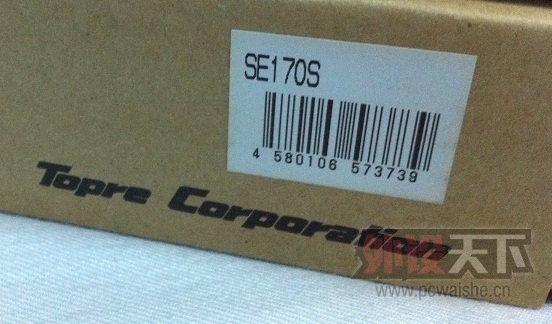 SE170S
4 580106 573739
Topre Corporation
外设天下
www.pcwaishe.cn